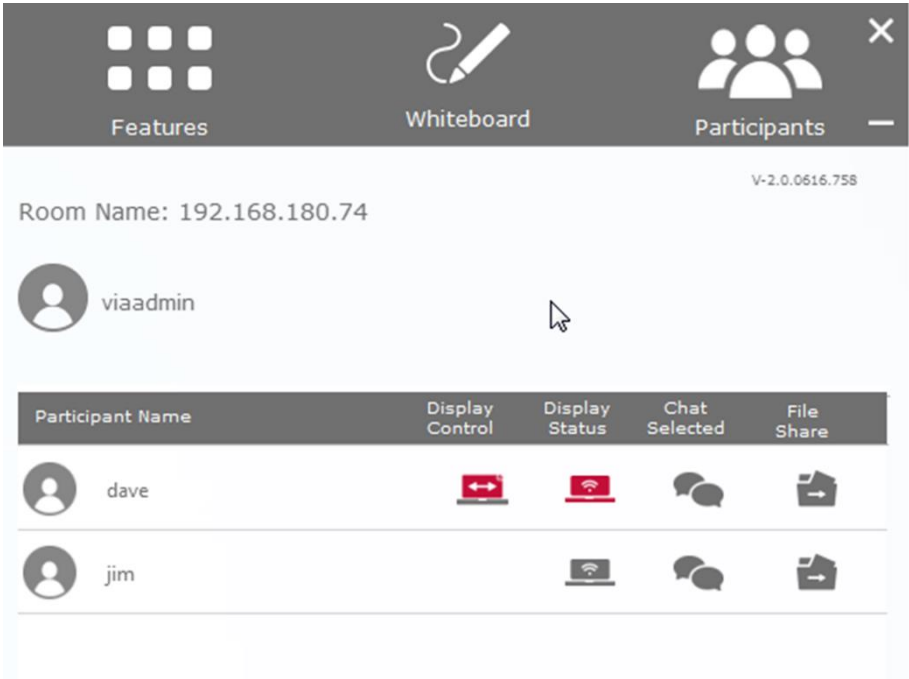 Features
Whiteboard
Participants
V-2.0.0616.758
Room Name: 192.168.180.74
viaadmin
Participant Name
Display Control
Display Status
Chat Selected
File Share
dave
jim